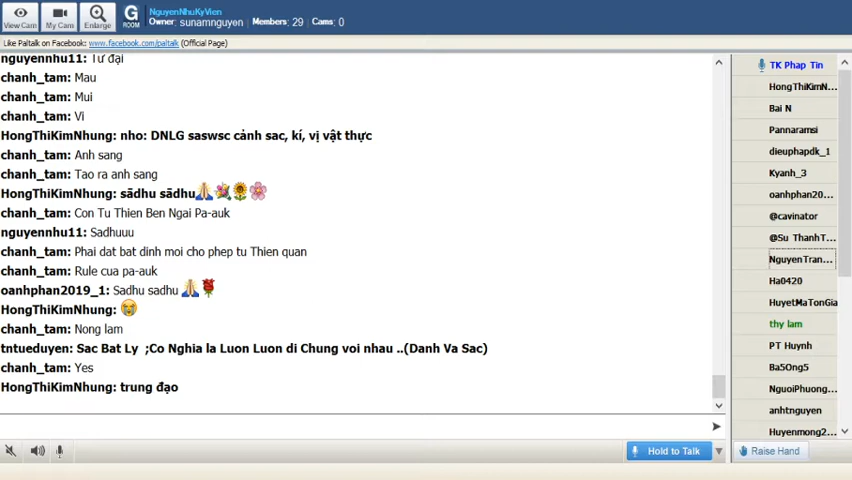 View Cam
My Cam
Enlarge
G
ROOM
NguyenNhuKyVien
Owner: sunamnguyen Members: 29 Cams: 0
Like Paltalk on Facebook: www.facebook.com/paltalk (Official Page)
nguyennhu11: Tư đại
chanh_tam: Mau
chanh_tam: Mui
chanh_tam: Vi
HongThiKimNhung: nho: DNLG saswsc cảnh sac, kí, vị vật thực
chanh_tam: Anh sang
chanh_tam: Tao ra anh sang
HongThiKimNhung: sādhu sādhu
chanh_tam: Con Tu Thien Ben Ngai Pa-auk
nguyennhu11: Sadhuuu
chanh_tam: Phai dat bat dinh moi cho phep tu Thien quan
chanh_tam: Rule cua pa-auk
oanhphan2019_1: Sadhu sadhu
HongThiKimNhung:
chanh_tam: Nong lam
tntueduyen: Sac Bat Ly ;Co Nghia la Luon Luon di Chung voi nhau ..(Danh Va Sac)
chanh_tam: Yes
HongThiKimNhung: trung đạo
TK Phap Tin
HongThiKimN...
Bai N
Pannaramsi
dieuphapdk_1
Kyanh_3
oanhphan20...
@cavinator
@Su ThanhT...
NguyenTran...
Ha0420
HuyetMaTonGia
thy lam
PT Huynh
Ba5Ong5
NguoiPhuong...
anhtnguyen
Huyenmong2...
Hold to Talk
Raise Hand